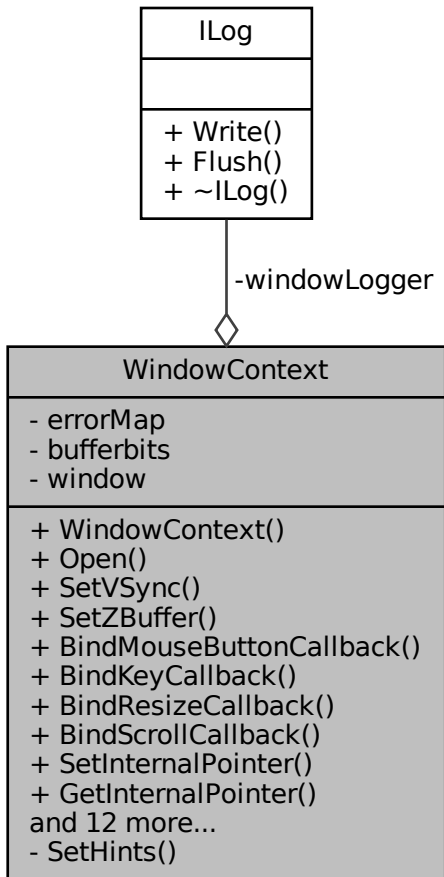 ILog
+ Write()
+ Flush()
+ ~ILog()
-windowLogger
WindowContext
- errorMap
- bufferbits
- window
+ WindowContext()
+ Open()
+ SetVSync()
+ SetZBuffer()
+ BindMouseButtonCallback()
+ BindKeyCallback()
+ BindResizeCallback()
+ BindScrollCallback()
+ SetInternalPointer()
+ GetInternalPointer()
and 12 more...
- SetHints()